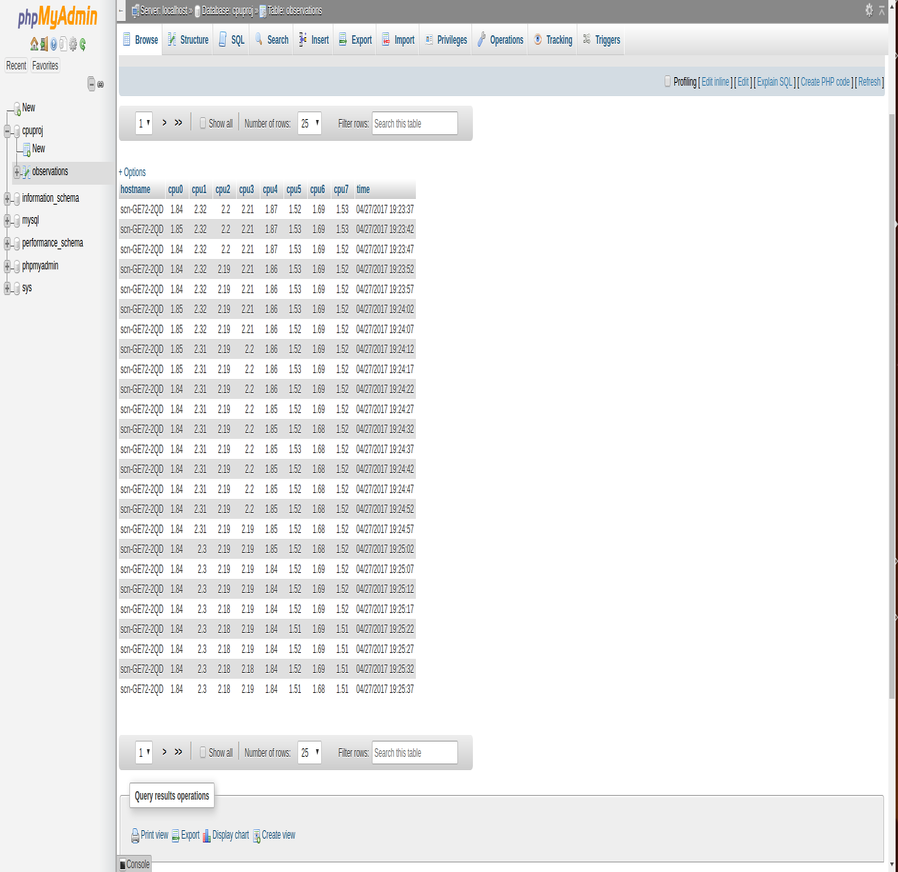 phpMyAdmin
Recent Favorites
New
cpuproj
New
observations
information_schema
mysql
performance_schema
phpmyadmin
sys
Server: localhost » Database: cpuproj » Table: observations
Browse Structure SQL Search Insert Export Import Privileges Operations Tracking Triggers
Profiling [ Edit inline ] [ Edit ] [ Explain SQL ] [ Create PHP code ] [ Refresh ]
1 > >> Show all Number of rows: 25 Filter rows: Search this table
+ Options
hostname cpu0 cpu1 cpu2 cpu3 cpu4 cpu5 cpu6 cpu7 time
scn-GE72-2QD 1.84 2.32 2.2 2.21 1.87 1.52 1.69 1.53 04/27/2017 19:23:37
scn-GE72-2QD 1.85 2.32 2.2 2.21 1.87 1.53 1.69 1.53 04/27/2017 19:23:42
scn-GE72-2QD 1.84 2.32 2.2 2.21 1.87 1.53 1.69 1.52 04/27/2017 19:23:47
scn-GE72-2QD 1.84 2.32 2.19 2.21 1.86 1.53 1.69 1.52 04/27/2017 19:23:52
scn-GE72-2QD 1.84 2.32 2.19 2.21 1.86 1.53 1.69 1.52 04/27/2017 19:23:57
scn-GE72-2QD 1.85 2.32 2.19 2.21 1.86 1.53 1.69 1.52 04/27/2017 19:24:02
scn-GE72-2QD 1.85 2.32 2.19 2.21 1.86 1.52 1.69 1.52 04/27/2017 19:24:07
scn-GE72-2QD 1.85 2.31 2.19 2.2 1.86 1.52 1.69 1.52 04/27/2017 19:24:12
scn-GE72-2QD 1.85 2.31 2.19 2.2 1.86 1.53 1.69 1.52 04/27/2017 19:24:17
scn-GE72-2QD 1.84 2.31 2.19 2.2 1.86 1.52 1.69 1.52 04/27/2017 19:24:22
scn-GE72-2QD 1.84 2.31 2.19 2.2 1.85 1.52 1.69 1.52 04/27/2017 19:24:27
scn-GE72-2QD 1.84 2.31 2.19 2.2 1.85 1.52 1.68 1.52 04/27/2017 19:24:32
scn-GE72-2QD 1.84 2.31 2.19 2.2 1.85 1.53 1.68 1.52 04/27/2017 19:24:37
scn-GE72-2QD 1.84 2.31 2.19 2.2 1.85 1.52 1.68 1.52 04/27/2017 19:24:42
scn-GE72-2QD 1.84 2.31 2.19 2.2 1.85 1.52 1.68 1.52 04/27/2017 19:24:47
scn-GE72-2QD 1.84 2.31 2.19 2.2 1.85 1.52 1.68 1.52 04/27/2017 19:24:52
scn-GE72-2QD 1.84 2.31 2.19 2.19 1.85 1.52 1.68 1.52 04/27/2017 19:24:57
scn-GE72-2QD 1.84 2.3 2.19 2.19 1.85 1.52 1.68 1.52 04/27/2017 19:25:02
scn-GE72-2QD 1.84 2.3 2.19 2.19 1.84 1.52 1.69 1.52 04/27/2017 19:25:07
scn-GE72-2QD 1.84 2.3 2.19 2.19 1.84 1.52 1.69 1.52 04/27/2017 19:25:12
scn-GE72-2QD 1.84 2.3 2.18 2.19 1.84 1.52 1.69 1.52 04/27/2017 19:25:17
scn-GE72-2QD 1.84 2.3 2.18 2.19 1.84 1.51 1.69 1.51 04/27/2017 19:25:22
scn-GE72-2QD 1.84 2.3 2.18 2.19 1.84 1.52 1.69 1.51 04/27/2017 19:25:27
scn-GE72-2QD 1.84 2.3 2.18 2.18 1.84 1.52 1.69 1.51 04/27/2017 19:25:32
scn-GE72-2QD 1.84 2.3 2.18 2.19 1.84 1.51 1.68 1.51 04/27/2017 19:25:37
1 > >> Show all Number of rows: 25 Filter rows: Search this table
Query results operations
Print view Export Display chart Create view
Console